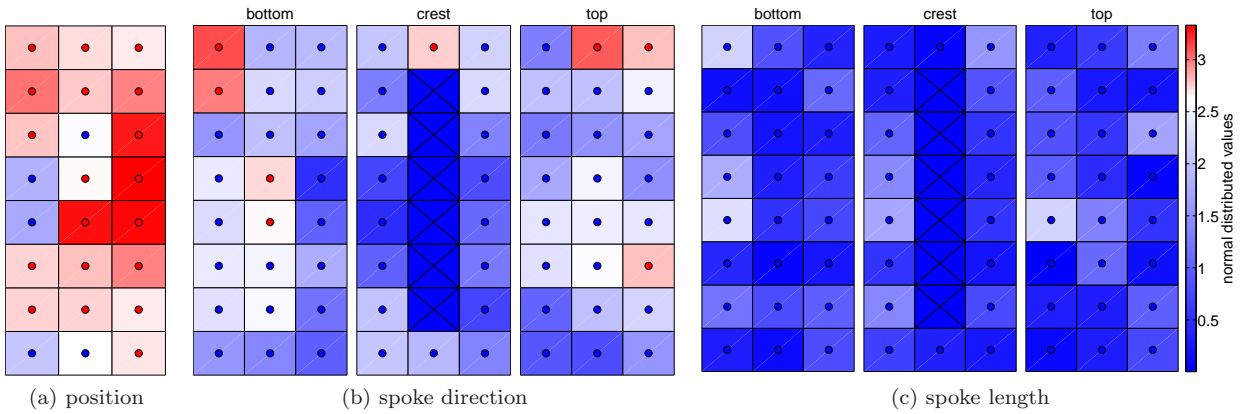 bottom crest top bottom crest top
3
2.5
2
1.5
1
0.5
normal distributed values
(a) position (b) spoke direction (c) spoke length